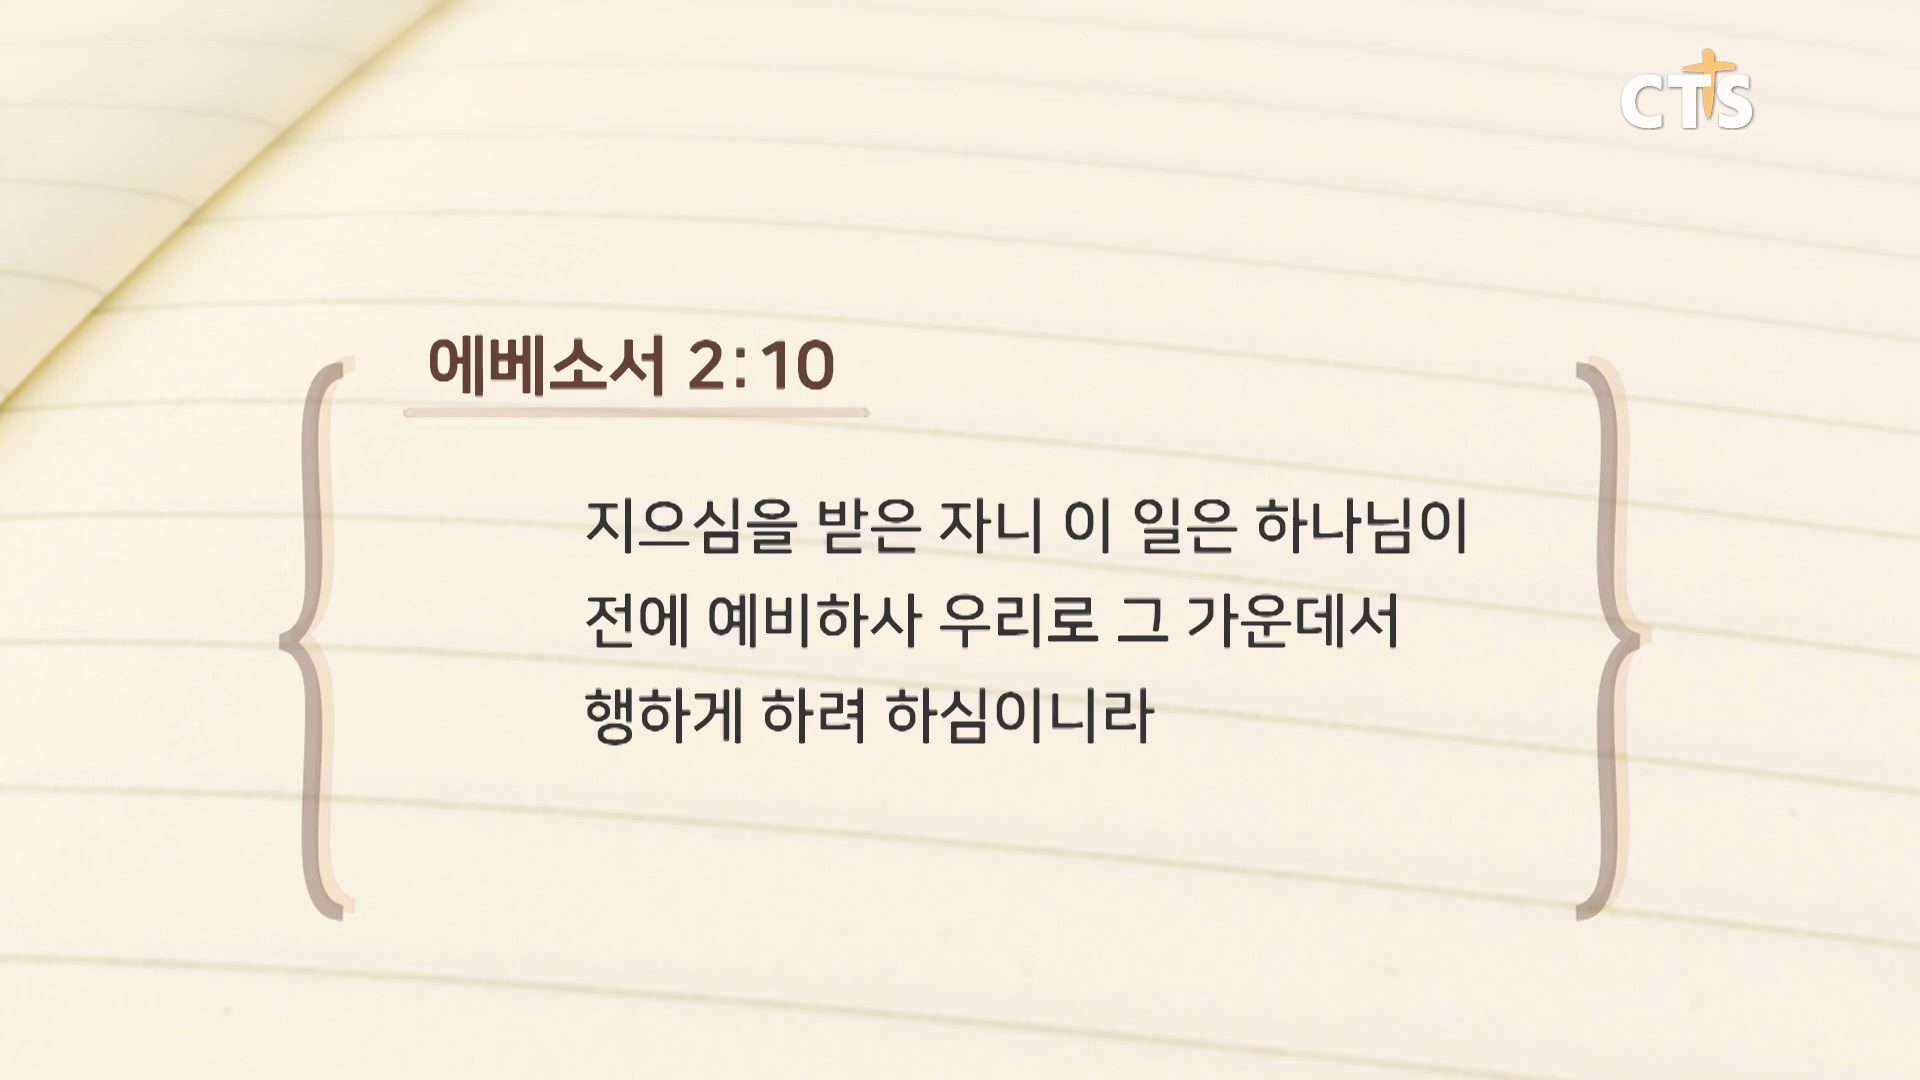 CTS
에베소서 2:10
지으심을 받은 자니 이 일은 하나님이
전에 예비하사 우리로 그 가운데서
행하게 하려 하심이니라